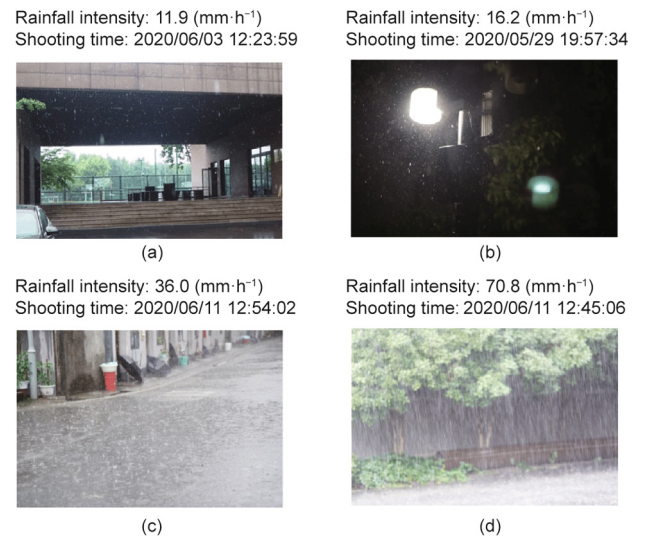 Rainfall intensity: 11.9 (mm·h⁻¹)
Shooting time: 2020/06/03 12:23:59
Rainfall intensity: 16.2 (mm·h⁻¹)
Shooting time: 2020/05/29 19:57:34
(a)
(b)
Rainfall intensity: 36.0 (mm·h⁻¹)
Shooting time: 2020/06/11 12:54:02
Rainfall intensity: 70.8 (mm·h⁻¹)
Shooting time: 2020/06/11 12:45:06
(c)
(d)